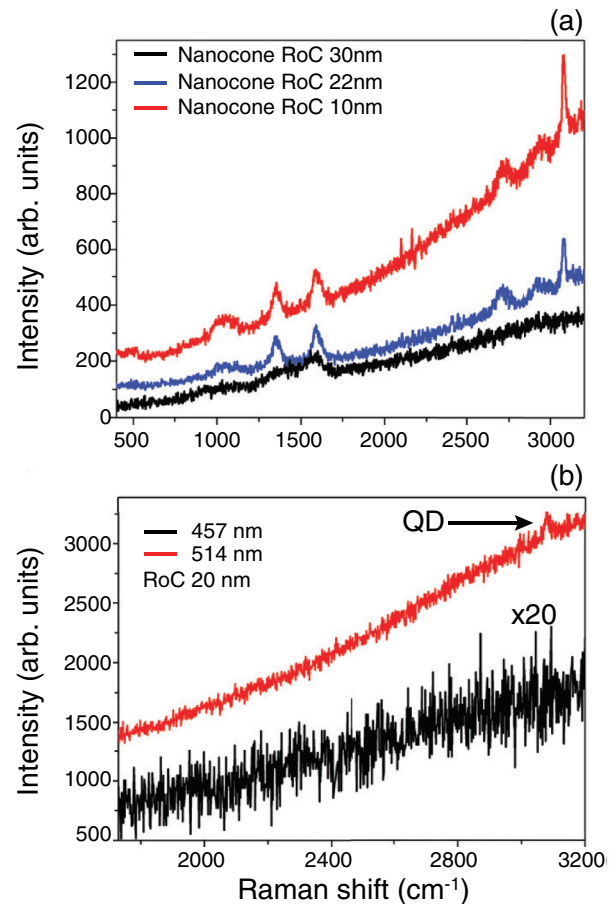 (a)
Nanocone RoC 30nm
Nanocone RoC 22nm
Nanocone RoC 10nm
Intensity (arb. units)
1200
1000
800
600
400
200
0
500 1000 1500 2000 2500 3000
(b)
457 nm
514 nm
RoC 20 nm
QD
x20
Intensity (arb. units)
3000
2500
2000
1500
1000
500
2000 2400 2800 3200
Raman shift (cm⁻¹)